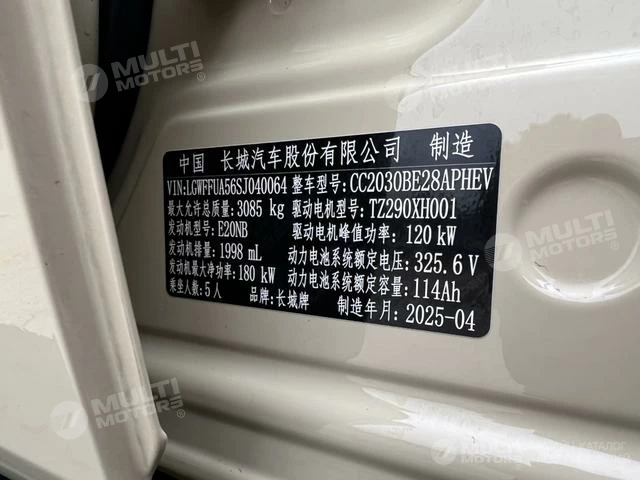 MULTI MOTORS
MULTI MOTORS
中国 长城汽车股份有限公司 制造
VIN:LGWFFUA56SJ040064 整车型号:CC2030BE28APHEV
最大允许总质量:3085 kg 驱动电机型号:TZ290XH001
发动机型号:E20NB 驱动电机峰值功率:120 kW
发动机排量:1998 mL 动力电池系统额定电压:325.6 V
发动机最大净功率:180 kW 动力电池系统额定容量:114Ah
乘坐人数:5人 品牌:长城牌 制造年月:2025-04
MULTI MOTORS
MULTI MOTORS
КАТАЛОГ